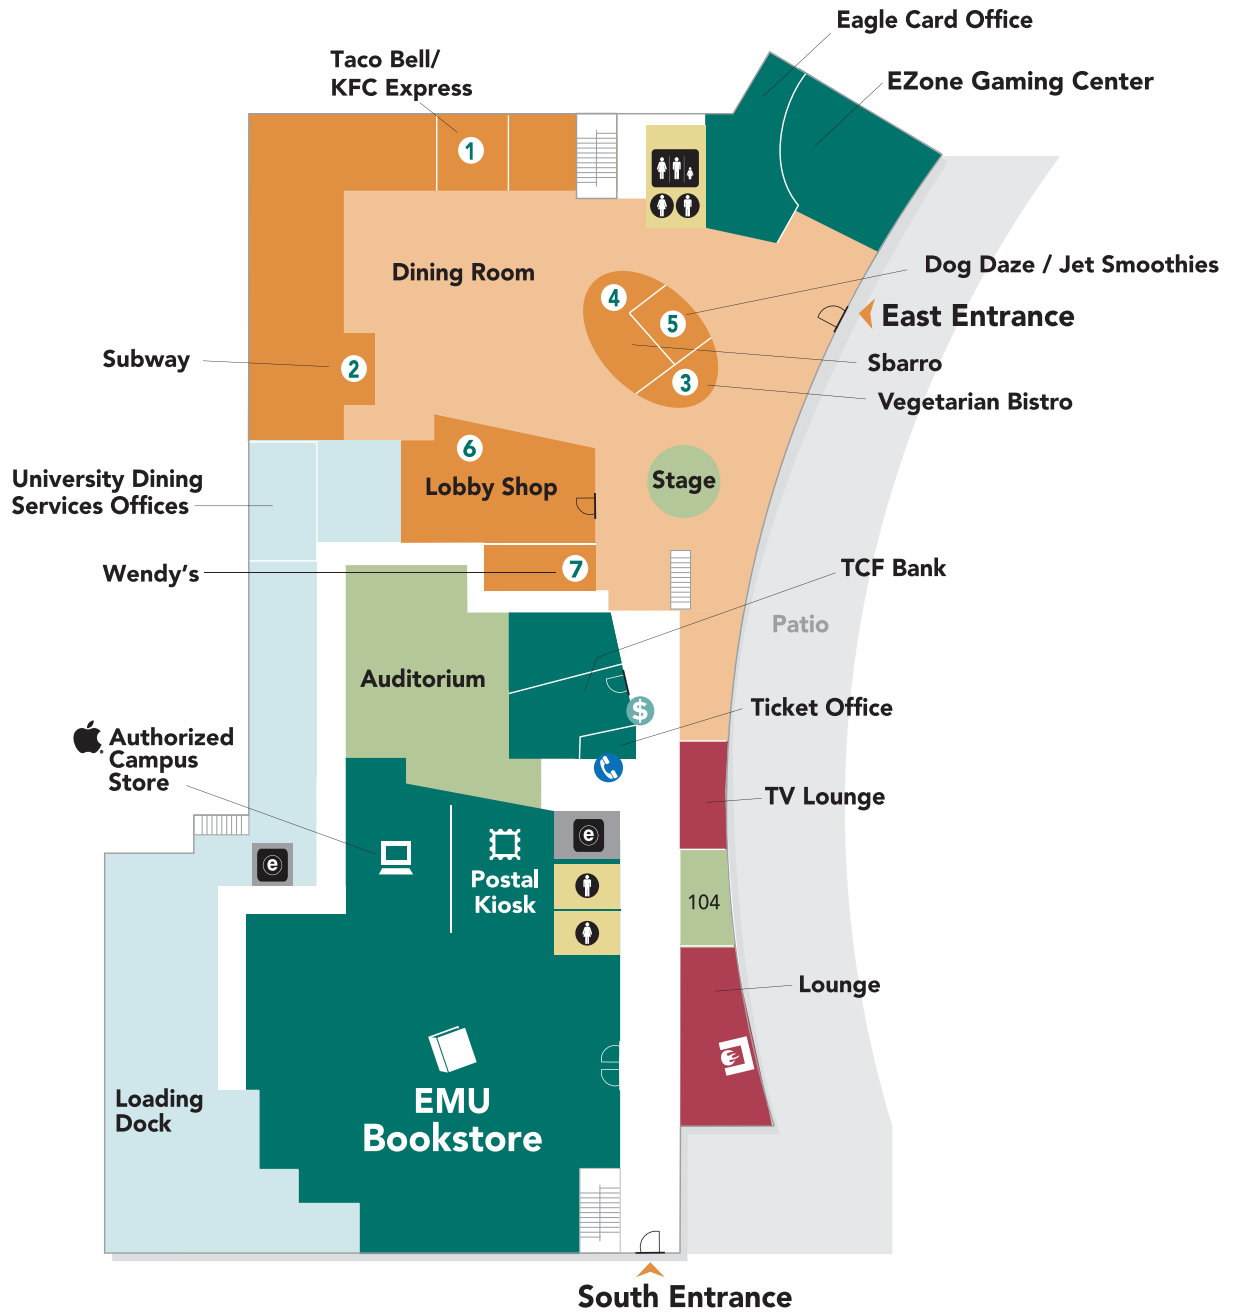 Eagle Card Office
Taco Bell/
KFC Express
EZone Gaming Center
1
Dining Room
Dog Daze / Jet Smoothies
4
5
East Entrance
Subway
2
Sbarro
3
Vegetarian Bistro
6
University Dining
Services Offices
Lobby Shop
Stage
Wendy's
7
TCF Bank
Patio
Auditorium
$
Ticket Office
Authorized
Campus
Store
TV Lounge
e
e
Postal
Kiosk
104
Lounge
Loading
Dock
EMU
Bookstore
South Entrance